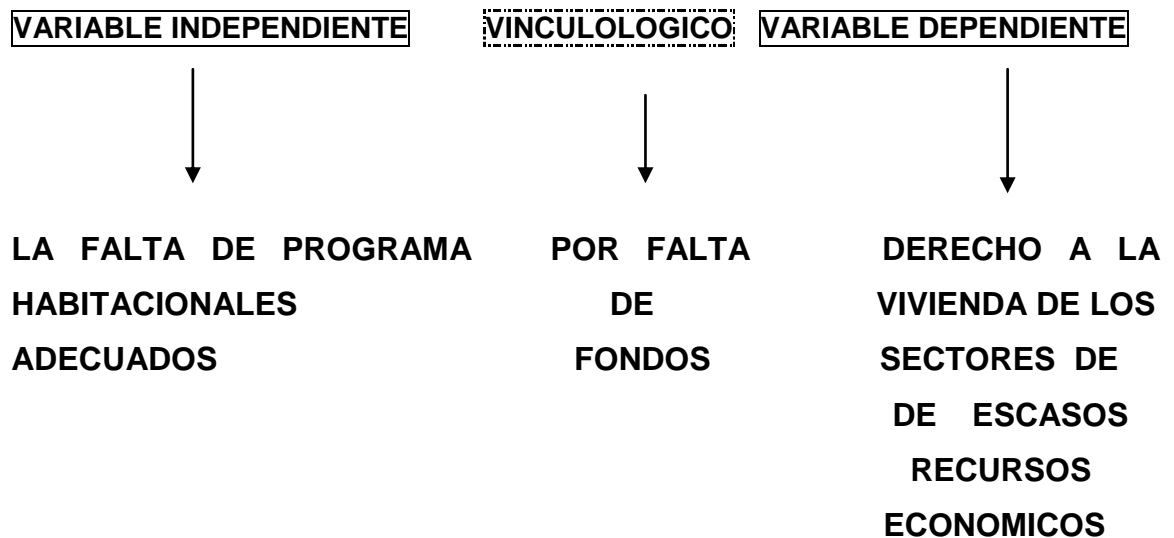 VARIABLE INDEPENDIENTE
VINCULOLOGICO
VARIABLE DEPENDIENTE
LA FALTA DE PROGRAMA
HABITACIONALES
ADECUADOS
POR FALTA
DE
FONDOS
DERECHO A LA
VIVIENDA DE LOS
SECTORES DE
DE ESCASOS
RECURSOS
ECONOMICOS